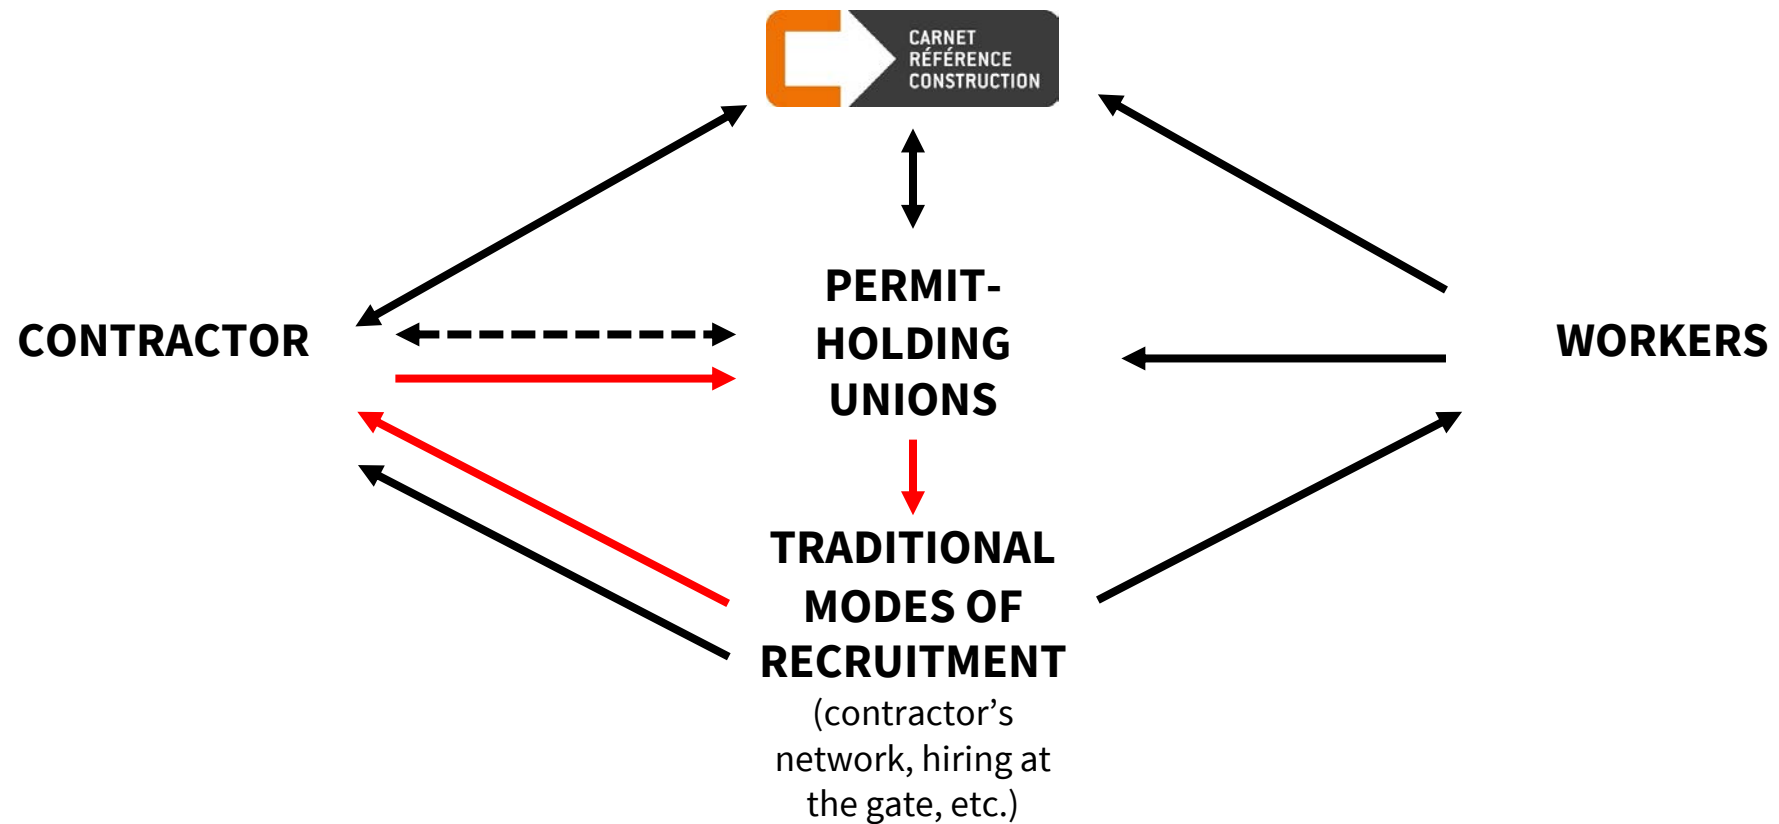 CARNET
RÉFÉRENCE
CONSTRUCTION
PERMIT-
HOLDING
UNIONS
CONTRACTOR
WORKERS
TRADITIONAL
MODES OF
RECRUITMENT
(contractor’s
network, hiring at
the gate, etc.)